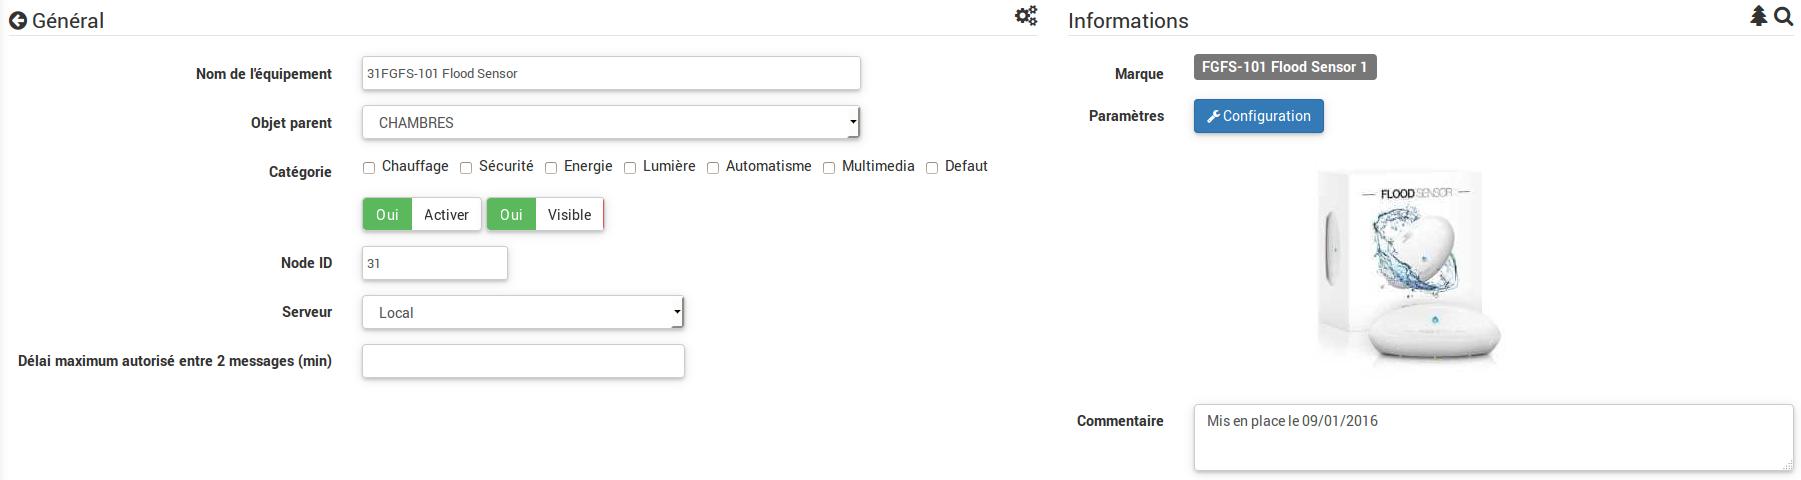 Général
Nom de l'équipement
31FGFS-101 Flood Sensor
Objet parent
CHAMBRES
Catégorie
Chauffage Sécurité Energie Lumière Automatisme Multimedia Defaut
Oui Activer Oui Visible
Node ID
31
Serveur
Local
Délai maximum autorisé entre 2 messages (min)
Informations
Marque
FGFS-101 Flood Sensor 1
Paramètres
Configuration
FLOOD SENSOR
Commentaire
Mis en place le 09/01/2016